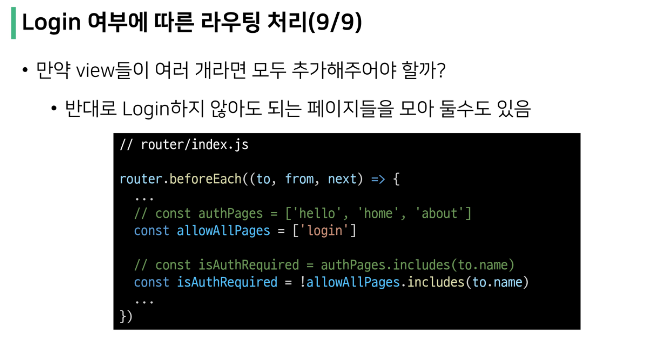 Login 여부에 따른 라우팅 처리(9/9)
• 만약 view들이 여러 개라면 모두 추가해주어야 할까?
• 반대로 Login하지 않아도 되는 페이지들을 모아 둘수도 있음
// router/index.js
router.beforeEach((to, from, next) => {
...
// const authPages = ['hello', 'home', 'about']
const allowAllPages = ['login']
// const isAuthRequired = authPages.includes(to.name)
const isAuthRequired = !allowAllPages.includes(to.name)
...
})